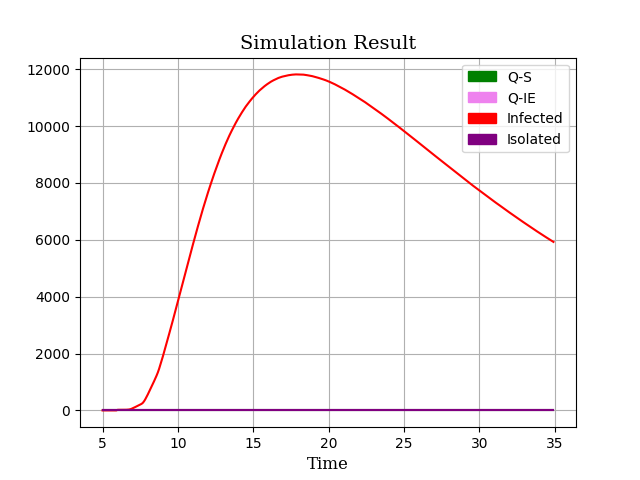 Simulation Result
12000
10000
8000
6000
4000
2000
0
Q-S
Q-IE
Infected
Isolated
5 10 15 20 25 30 35
Time